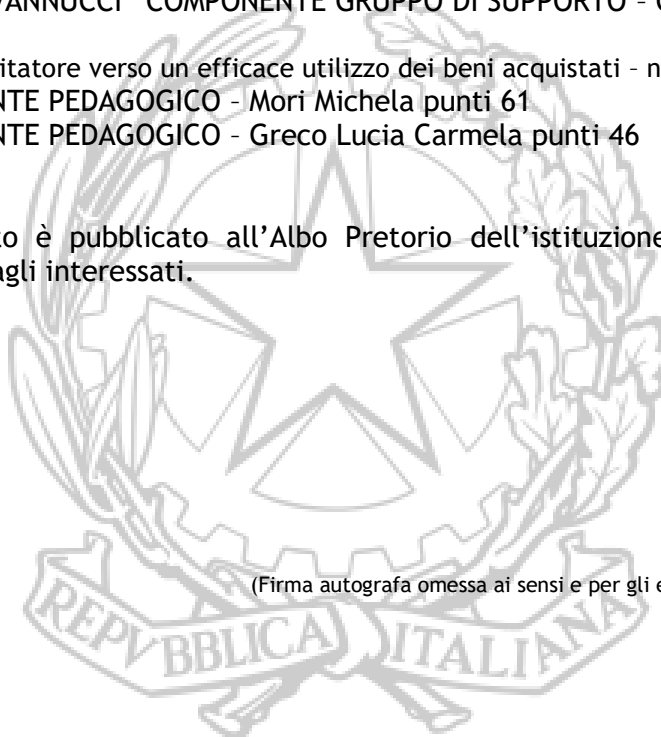 VANNUCCI" COMPONENTE GRUPPO DI SUPPORTO –
itatore verso un efficace utilizzo dei beni acquistati – n
NTE PEDAGOGICO – Mori Michela punti 61
NTE PEDAGOGICO – Greco Lucia Carmela punti 46
to è pubblicato all'Albo Pretorio dell'istituzione
agli interessati.
(Firma autografa omessa ai sensi e per gli e
REPVBBLICA ITALIANA